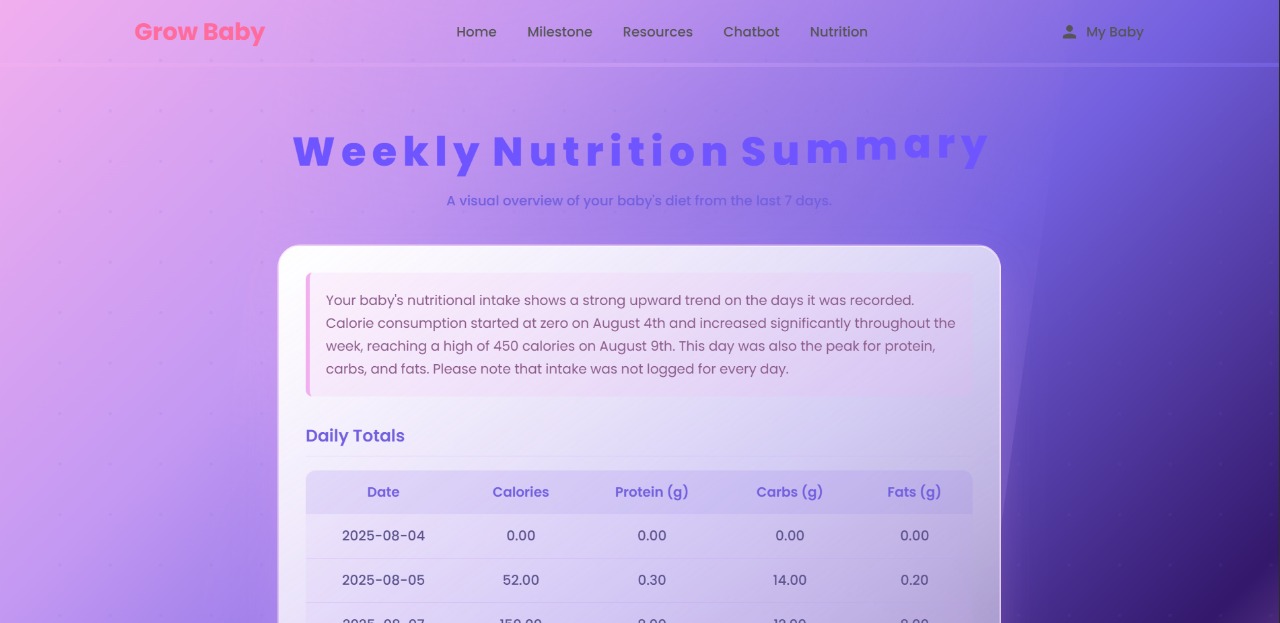 Grow Baby
Home Milestone Resources Chatbot Nutrition
My Baby
Weekly Nutrition Summary
A visual overview of your baby's diet from the last 7 days.
Your baby's nutritional intake shows a strong upward trend on the days it was recorded.
Calorie consumption started at zero on August 4th and increased significantly throughout the
week, reaching a high of 450 calories on August 9th. This day was also the peak for protein,
carbs, and fats. Please note that intake was not logged for every day.
Daily Totals
Date Calories Protein (g) Carbs (g) Fats (g)
2025-08-04 0.00 0.00 0.00 0.00
2025-08-05 52.00 0.30 14.00 0.20
2025-08-07